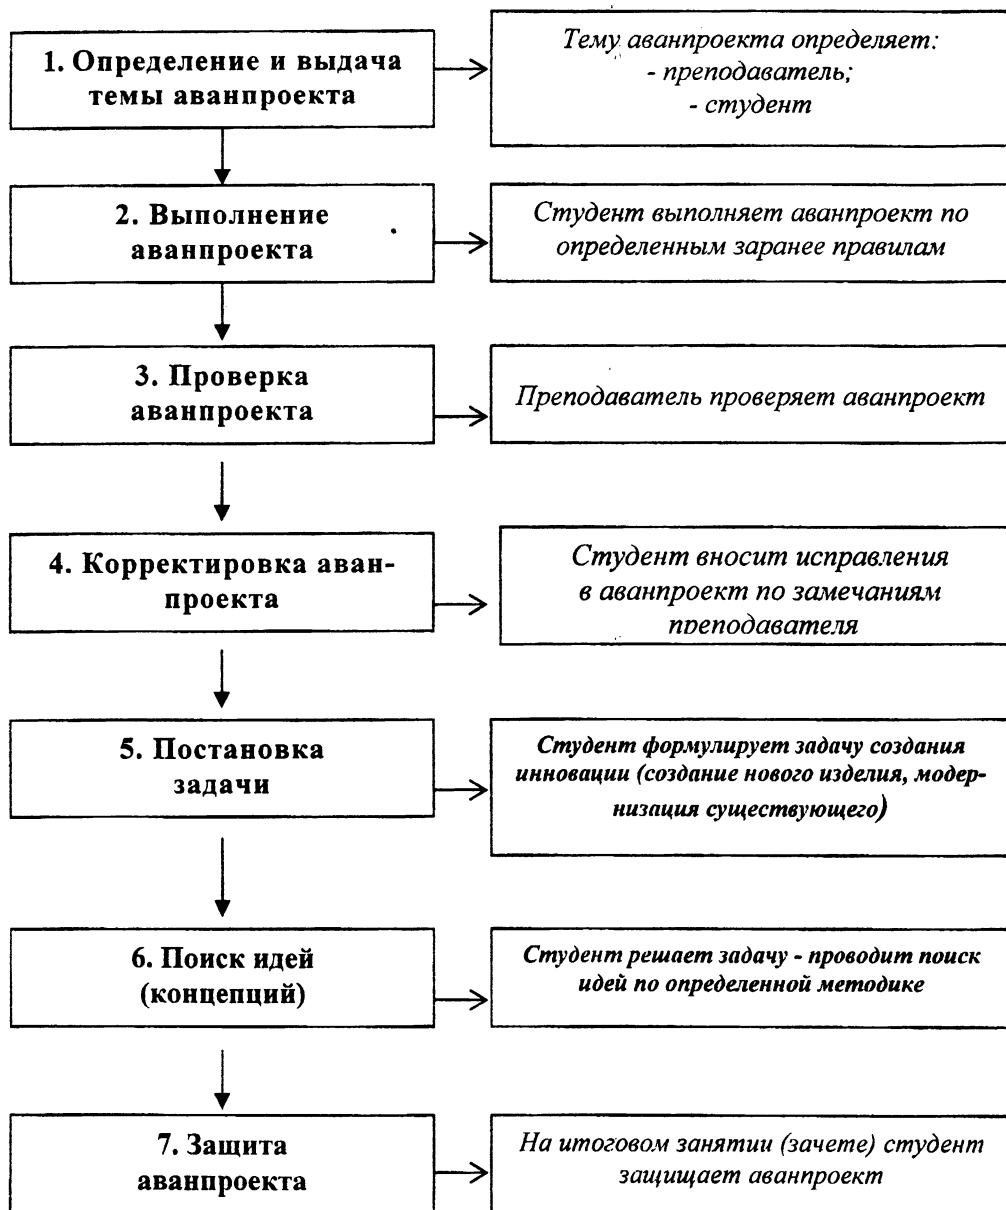 1. Определение и выдача
темы аванпроекта
Тему аванпроекта определяет:
- преподаватель;
- студент
2. Выполнение
аванпроекта
Студент выполняет аванпроект по
определенным заранее правилам
3. Проверка
аванпроекта
Преподаватель проверяет аванпроект
4. Корректировка аван-
проекта
Студент вносит исправления
в аванпроект по замечаниям
преподавателя
5. Постановка
задачи
Студент формулирует задачу создания
инновации (создание нового изделия, модер-
низация существующего)
6. Поиск идей
(концепций)
Студент решает задачу - проводит поиск
идей по определенной методике
7. Защита
аванпроекта
На итоговом занятии (зачете) студент
защищает аванпроект